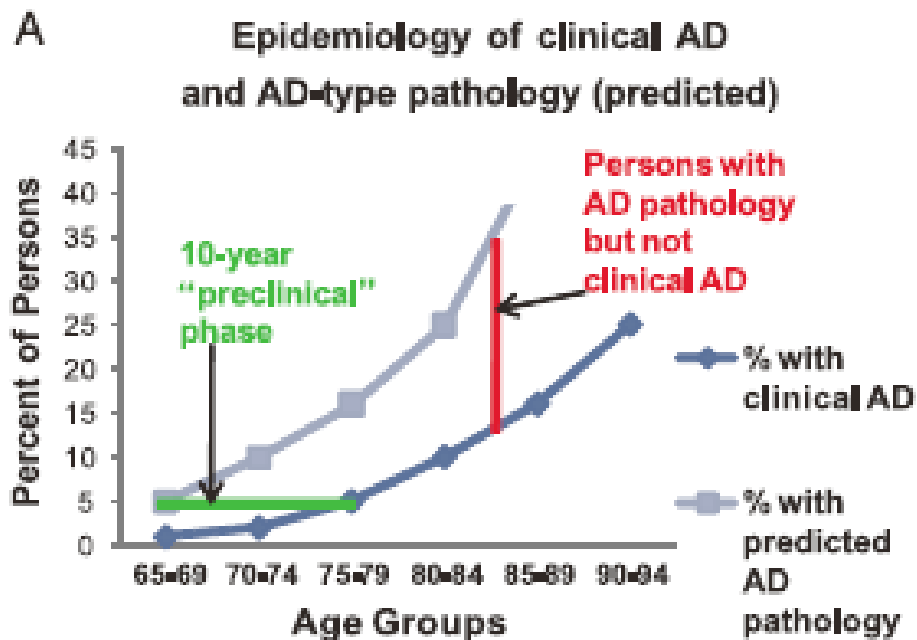 A
Epidemiology of clinical AD
and AD-type pathology (predicted)
45
40
35
30
25
20
15
10
5
0
Percent of Persons
10-year
“preclinical”
phase
Persons with
AD pathology
but not
clinical AD
% with
clinical AD
% with
predicted
AD
pathology
65-69 70-74 75-79 80-84 85-89 90-94
Age Groups